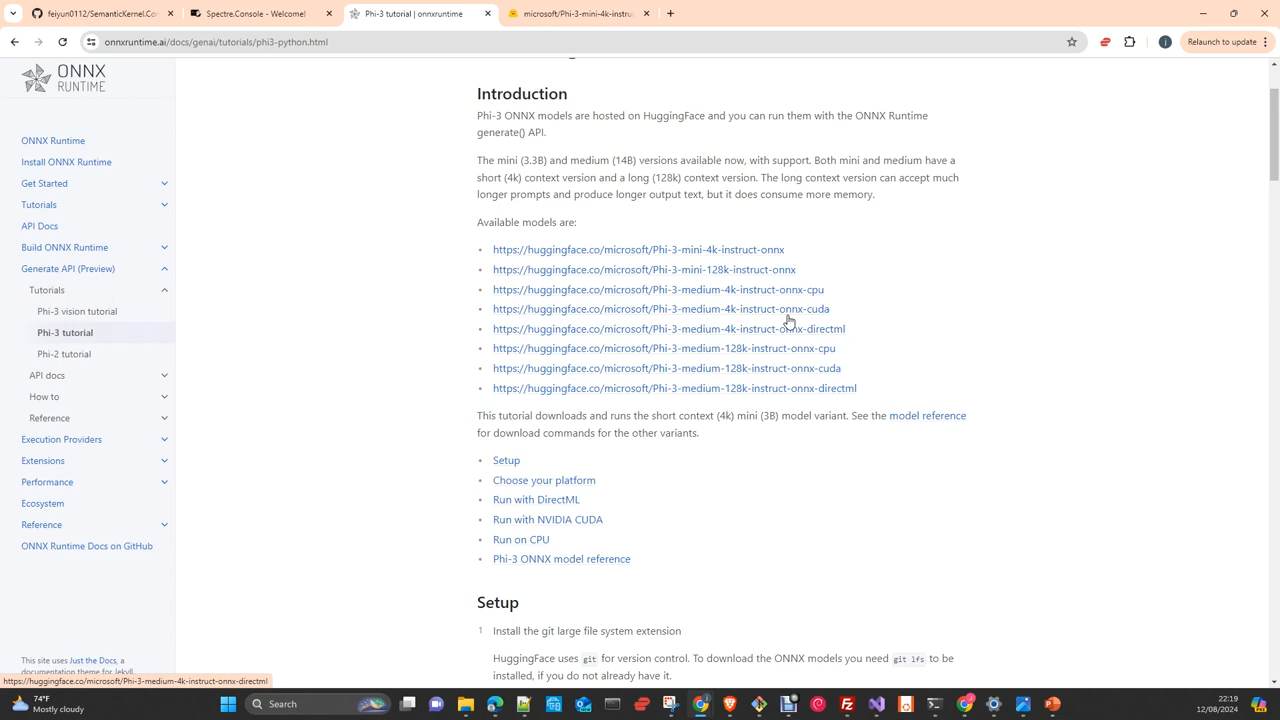 feiyun0112/SemanticKernel.Cor
Spectre.Console - Welcome!
Phi-3 tutorial | onnxruntime
microsoft/Phi-3-mini-4k-instruc
onnxruntime.ai/docs/genai/tutorials/phi3-python.html
Relaunch to update
ONNX
RUNTIME
ONNX Runtime
Install ONNX Runtime
Get Started
Tutorials
API Docs
Build ONNX Runtime
Generate API (Preview)
Tutorials
Phi-3 vision tutorial
Phi-3 tutorial
Phi-2 tutorial
API docs
How to
Reference
Execution Providers
Extensions
Performance
Ecosystem
Reference
ONNX Runtime Docs on GitHub
This site uses Just the Docs, a
documentation theme for Jekyll.
https://huggingface.co/microsoft/Phi-3-medium-4k-instruct-onnx-directml
Introduction
Phi-3 ONNX models are hosted on HuggingFace and you can run them with the ONNX Runtime
generate() API.
The mini (3.3B) and medium (14B) versions available now, with support. Both mini and medium have a
short (4k) context version and a long (128k) context version. The long context version can accept much
longer prompts and produce longer output text, but it does consume more memory.
Available models are:
• https://huggingface.co/microsoft/Phi-3-mini-4k-instruct-onnx
• https://huggingface.co/microsoft/Phi-3-mini-128k-instruct-onnx
• https://huggingface.co/microsoft/Phi-3-medium-4k-instruct-onnx-cpu
• https://huggingface.co/microsoft/Phi-3-medium-4k-instruct-onnx-cuda
• https://huggingface.co/microsoft/Phi-3-medium-4k-instruct-onnx-directml
• https://huggingface.co/microsoft/Phi-3-medium-128k-instruct-onnx-cpu
• https://huggingface.co/microsoft/Phi-3-medium-128k-instruct-onnx-cuda
• https://huggingface.co/microsoft/Phi-3-medium-128k-instruct-onnx-directml
This tutorial downloads and runs the short context (4k) mini (3B) model variant. See the model reference
for download commands for the other variants.
• Setup
• Choose your platform
• Run with DirectML
• Run with NVIDIA CUDA
• Run on CPU
• Phi-3 ONNX model reference
Setup
1 Install the git large file system extension
HuggingFace uses git for version control. To download the ONNX models you need git lfs to be
installed, if you do not already have it.
74°F
Mostly cloudy
Search
22:19
12/08/2024